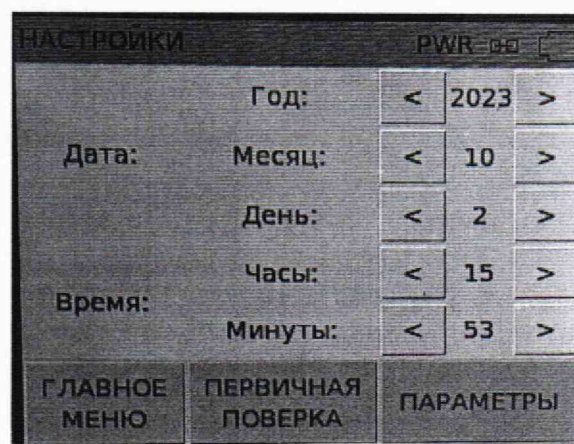 НАСТРОЙКИ PWR
Год: < 2023 >
Дата: Месяц: < 10 >
День: < 2 >
Часы: < 15 >
Время:
Минуты: < 53 >
ГЛАВНОЕ МЕНЮ
ПЕРВИЧНАЯ ПОВЕРКА
ПАРАМЕТРЫ